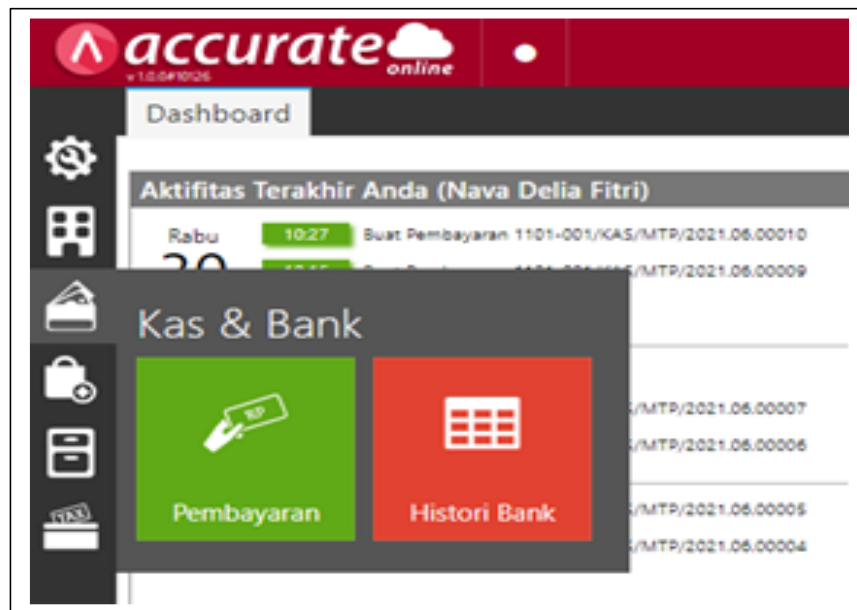 accurate
online
v 1.0.0#10126
Dashboard
Aktifitas Terakhir Anda (Nava Delia Fitri)
Rabu
10:27 Buat Pembayaran 1101-001/KAS/MTP/2021.06.00010
/MTP/2021.06.00009
Kas & Bank
RP
Pembayaran
Histori Bank
/MTP/2021.06.00007
/MTP/2021.06.00006
/MTP/2021.06.00005
/MTP/2021.06.00004
TAX